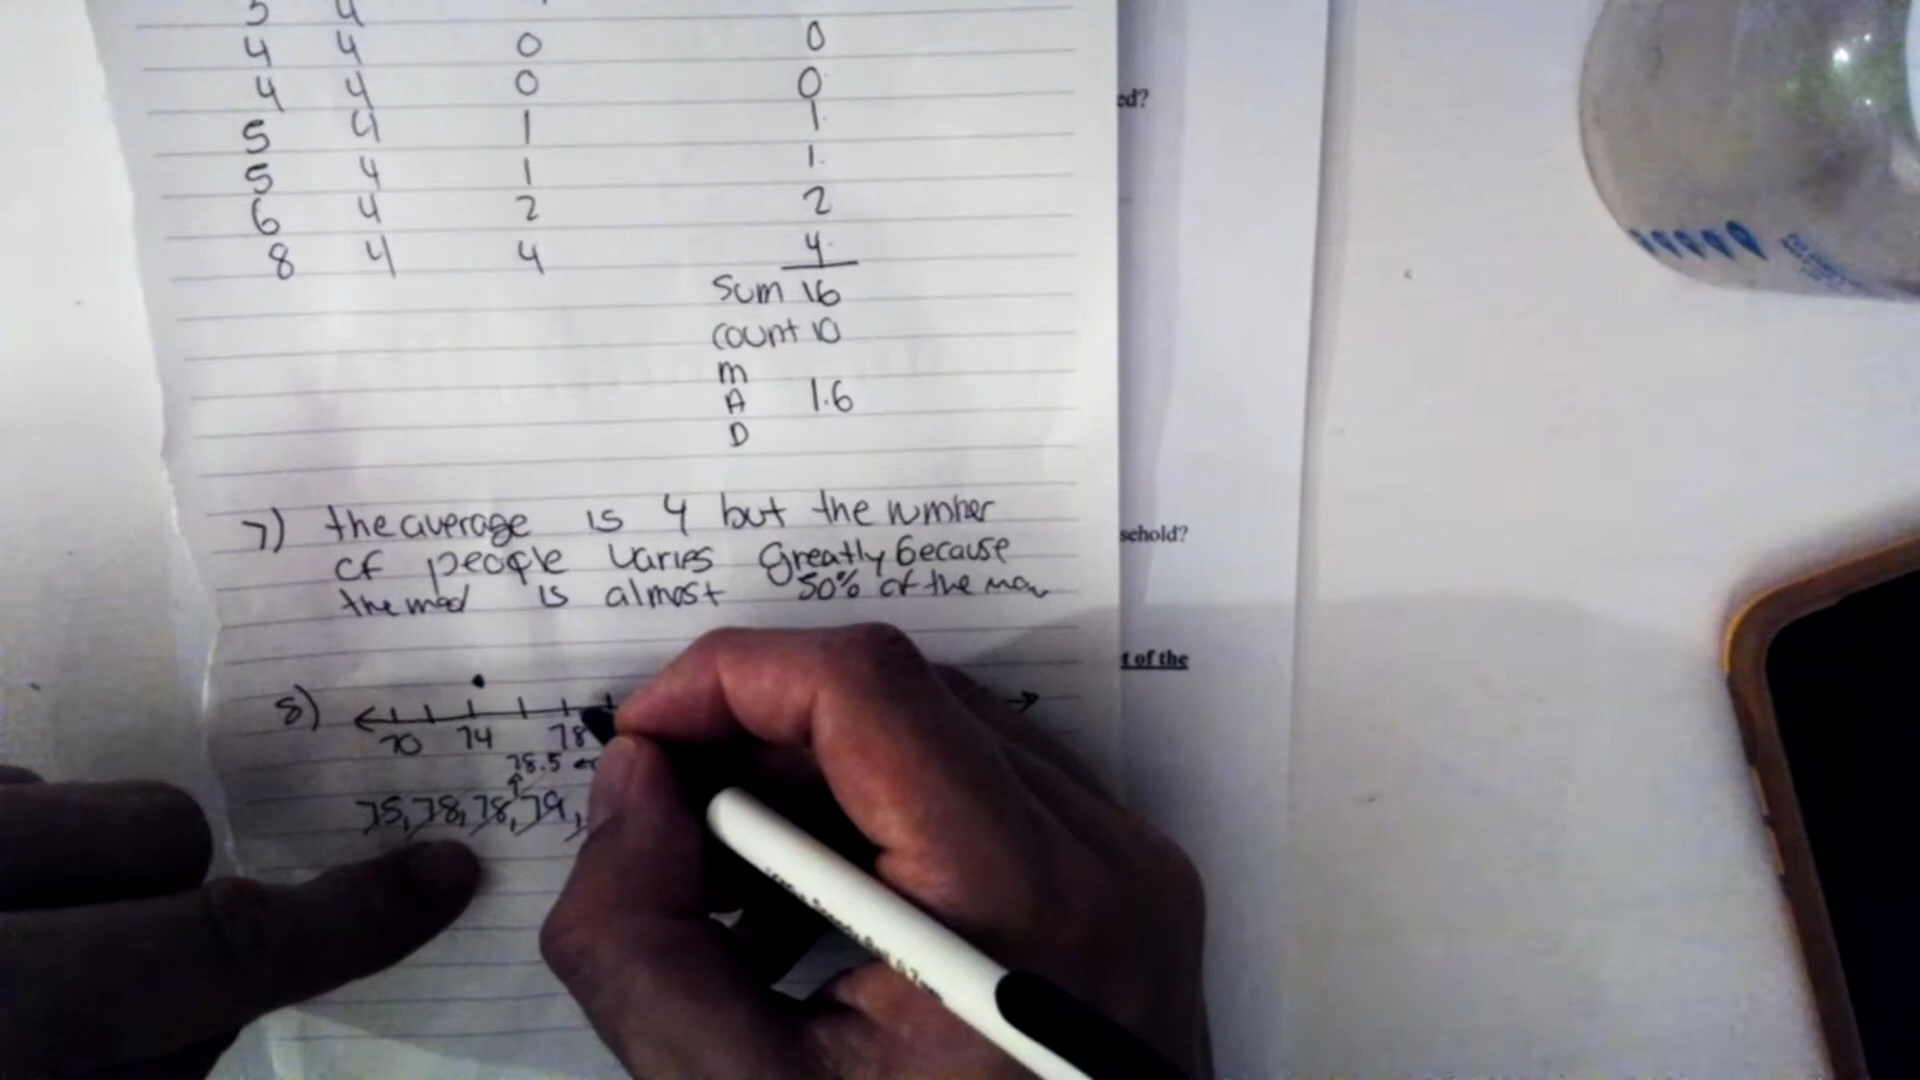 5 4
4 4 0 0
4 4 0 0
5 4 1 1
5 4 1 1
6 4 2 2
8 4 4 4
Sum 16
count 10
m
A 1.6
D
7) the average is 4 but the number
of people varies greatly because
the mad is almost 50% of the
8)
70 74 78
78.5
75, 78, 78, 79,
ed?
sehold?
t of the